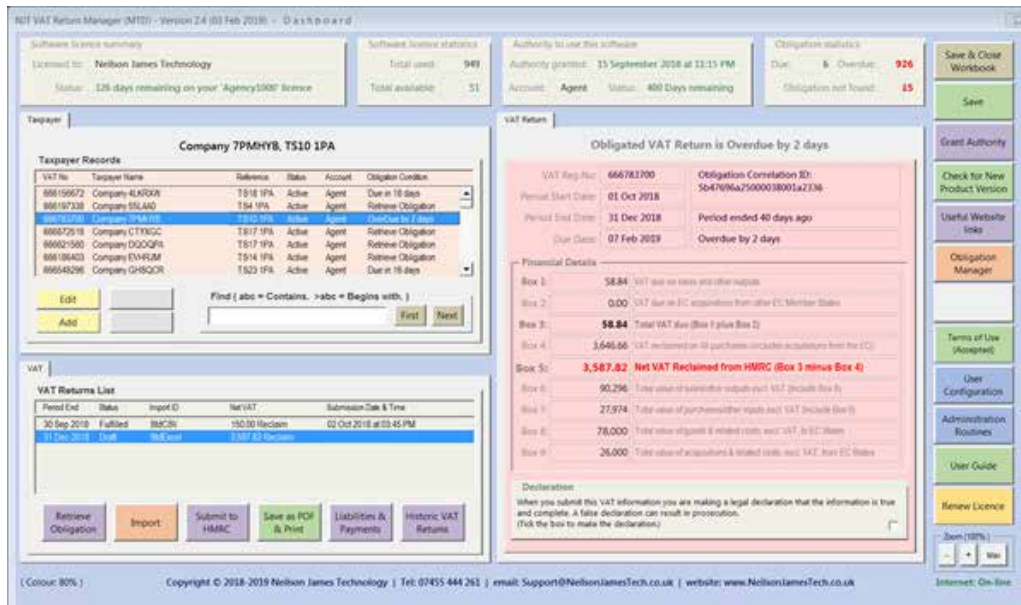 NJT VAT Return Manager (MTD) - Version 2.4 (03 Feb 2019) - Dashboard
Software licence summary
Licensed to: Neilson James Technology
Status: 126 days remaining on your 'Agency1000' licence
Software licence statistics
Total used: 949
Total available: 51
Authority to use this software
Authority granted: 15 September 2018 at 11:15 PM
Account: Agent Status: 400 Days remaining
Obligation statistics
Due: 6 Overdue: 926
Obligation not found: 15
Taxpayer
Company 7PMHYB, TS10 1PA
Taxpayer Records
VAT No Taxpayer Name Reference Status Account Obligation Condition
666156672 Company 4LKRXW TS18 1PA Active Agent Due in 18 days
666197338 Company 55LAND TS4 1PA Active Agent Retrieve Obligation
666783700 Company 7PMHYB TS10 1PA Active Agent OverDue by 2 days
666872518 Company CTYXGC TS17 1PA Active Agent Retrieve Obligation
666621560 Company DQOQPA TS17 1PA Active Agent Retrieve Obligation
666186403 Company EVHRJM TS14 1PA Active Agent Retrieve Obligation
666548296 Company GHSQCR TS23 1PA Active Agent Due in 16 days
Edit
Add
Find ( abc = Contains. >abc = Begins with. )
First Next
VAT
VAT Returns List
Period End Status Import ID Net VAT Submission Date & Time
30 Sep 2018 Fulfilled StdCSV 150.00 Reclaim 02 Oct 2018 at 03:45 PM
31 Dec 2018 Draft StdExcel 3,587.82 Reclaim
Retrieve Obligation
Import
Submit to HMRC
Save as PDF & Print
Liabilities & Payments
Historic VAT Returns
VAT Return
Obligated VAT Return is Overdue by 2 days
VAT Reg No: 666783700 Obligation Correlation ID:
5b47696a25000038001a2336
Period Start Date: 01 Oct 2018
Period End Date: 31 Dec 2018 Period ended 40 days ago
Due Date: 07 Feb 2019 Overdue by 2 days
Financial Details
Box 1: 58.84 VAT due on sales and other outputs
Box 2: 0.00 VAT due on EC acquisitions from other EC Member States
Box 3: 58.84 Total VAT due (Box 1 plus Box 2)
Box 4: 3,646.66 VAT reclaimed on all purchases (includes acquisitions from the EC)
Box 5: 3,587.82 Net VAT Reclaimed from HMRC (Box 3 minus Box 4)
Box 6: 90,296 Total value of sales/other outputs excl. VAT (Include Box 8)
Box 7: 27,974 Total value of purchases/other inputs excl. VAT (Include Box 9)
Box 8: 78,000 Total value of goods & related costs, excl. VAT, to EC States
Box 9: 26,000 Total value of acquisitions & related costs, excl. VAT, from EC States
Declaration
When you submit this VAT information you are making a legal declaration that the information is true
and complete. A false declaration can result in prosecution.
(Tick the box to make the declaration.)
Save & Close
Workbook
Save
Grant Authority
Check for New
Product Version
Useful Website
links
Obligation
Manager
Terms of Use
(Accepted)
User
Configuration
Administration
Routines
User Guide
Renew Licence
Zoom (100%)
- + Max
( Colour: 80% ) Copyright © 2018-2019 Neilson James Technology | Tel: 07455 444 261 | email: Support@NeilsonJamesTech.co.uk | website: www.NeilsonJamesTech.co.uk Internet: On-line